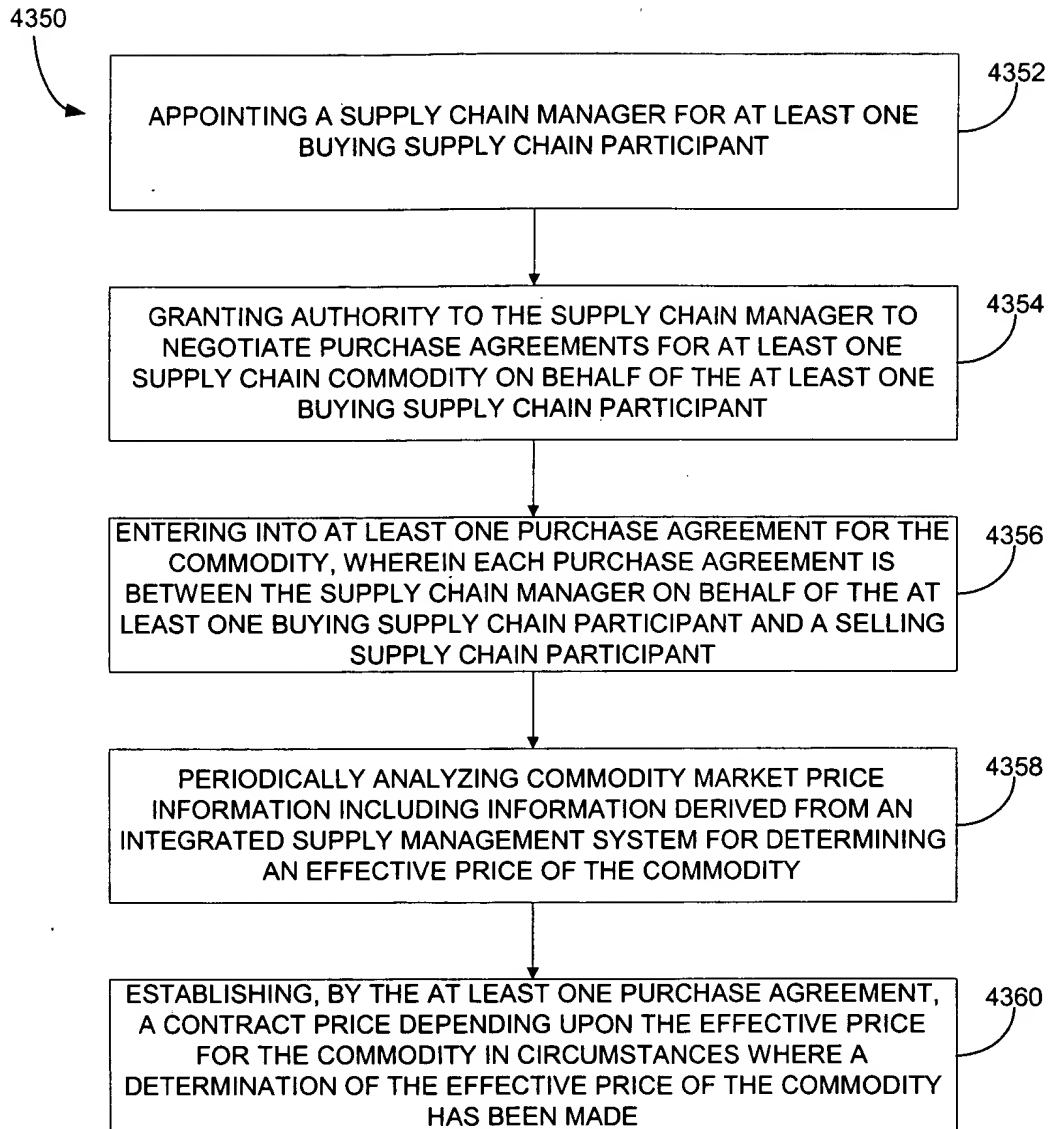 4350
4352
APPOINTING A SUPPLY CHAIN MANAGER FOR AT LEAST ONE
BUYING SUPPLY CHAIN PARTICIPANT
4354
GRANTING AUTHORITY TO THE SUPPLY CHAIN MANAGER TO
NEGOTIATE PURCHASE AGREEMENTS FOR AT LEAST ONE
SUPPLY CHAIN COMMODITY ON BEHALF OF THE AT LEAST ONE
BUYING SUPPLY CHAIN PARTICIPANT
4356
ENTERING INTO AT LEAST ONE PURCHASE AGREEMENT FOR THE
COMMODITY, WHEREIN EACH PURCHASE AGREEMENT IS
BETWEEN THE SUPPLY CHAIN MANAGER ON BEHALF OF THE AT
LEAST ONE BUYING SUPPLY CHAIN PARTICIPANT AND A SELLING
SUPPLY CHAIN PARTICIPANT
4358
PERIODICALLY ANALYZING COMMODITY MARKET PRICE
INFORMATION INCLUDING INFORMATION DERIVED FROM AN
INTEGRATED SUPPLY MANAGEMENT SYSTEM FOR DETERMINING
AN EFFECTIVE PRICE OF THE COMMODITY
4360
ESTABLISHING, BY THE AT LEAST ONE PURCHASE AGREEMENT,
A CONTRACT PRICE DEPENDING UPON THE EFFECTIVE PRICE
FOR THE COMMODITY IN CIRCUMSTANCES WHERE A
DETERMINATION OF THE EFFECTIVE PRICE OF THE COMMODITY
HAS BEEN MADE